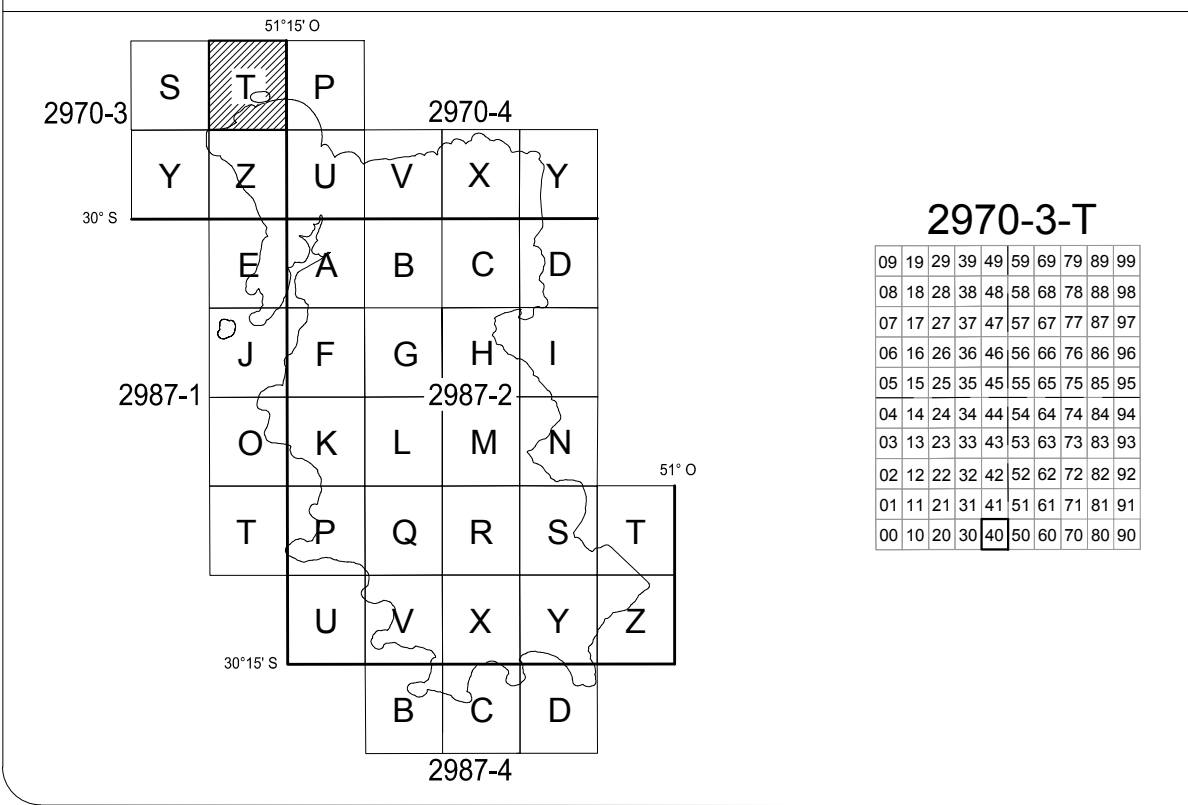 51°15' O
S T P
2970-3 2970-4
Y Z U V X Y
30° S
E A B C D
J F G H I
2987-1 2987-2
O K L M N
51° O
T P Q R S T
U V X Y Z
30°15' S
B C D
2987-4
2970-3-T
09 19 29 39 49 59 69 79 89 99
08 18 28 38 48 58 68 78 88 98
07 17 27 37 47 57 67 77 87 97
06 16 26 36 46 56 66 76 86 96
05 15 25 35 45 55 65 75 85 95
04 14 24 34 44 54 64 74 84 94
03 13 23 33 43 53 63 73 83 93
02 12 22 32 42 52 62 72 82 92
01 11 21 31 41 51 61 71 81 91
00 10 20 30 40 50 60 70 80 90